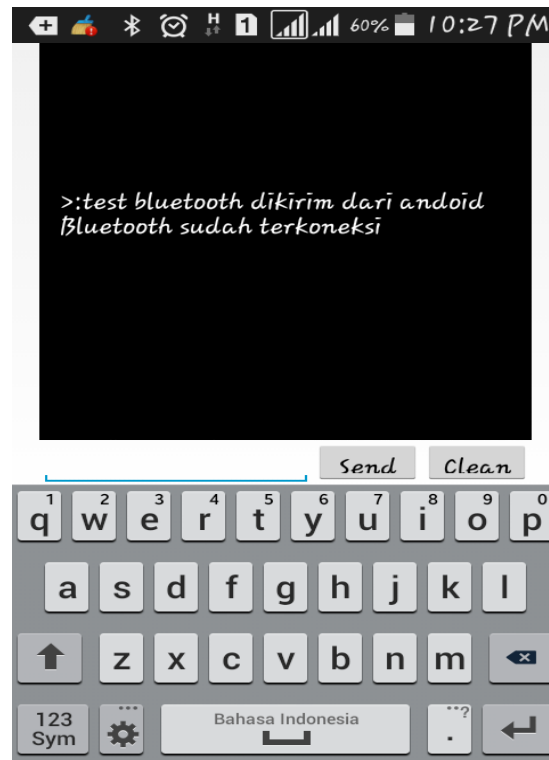 H 1 60% 10:27 PM
>:test bluetooth dikirim dari andoid
Bluetooth sudah terkoneksi
Send Clean
1 2 3 4 5 6 7 8 9 0
q w e r t y u i o p
a s d f g h j k l
z x c v b n m
123 Sym Bahasa Indonesia ...? .